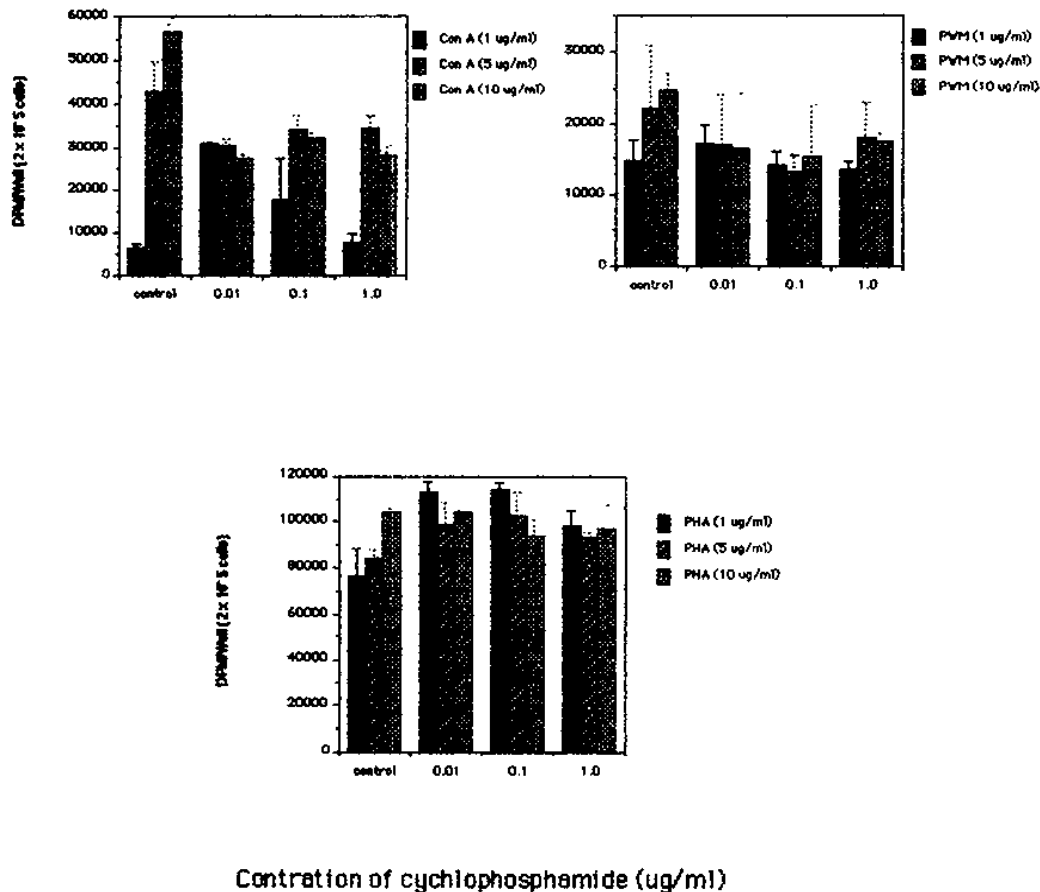 60000
50000
40000
30000
20000
10000
0
control 0.01 0.1 1.0
Con A (1 ug/ml)
Con A (5 ug/ml)
Con A (10 ug/ml)
30000
20000
10000
0
control 0.01 0.1 1.0
PWM (1 ug/ml)
PWM (5 ug/ml)
PWM (10 ug/ml)
120000
100000
80000
60000
40000
20000
0
control 0.01 0.1 1.0
PHA (1 ug/ml)
PHA (5 ug/ml)
PHA (10 ug/ml)
Contration of cychlophosphamide (ug/ml)